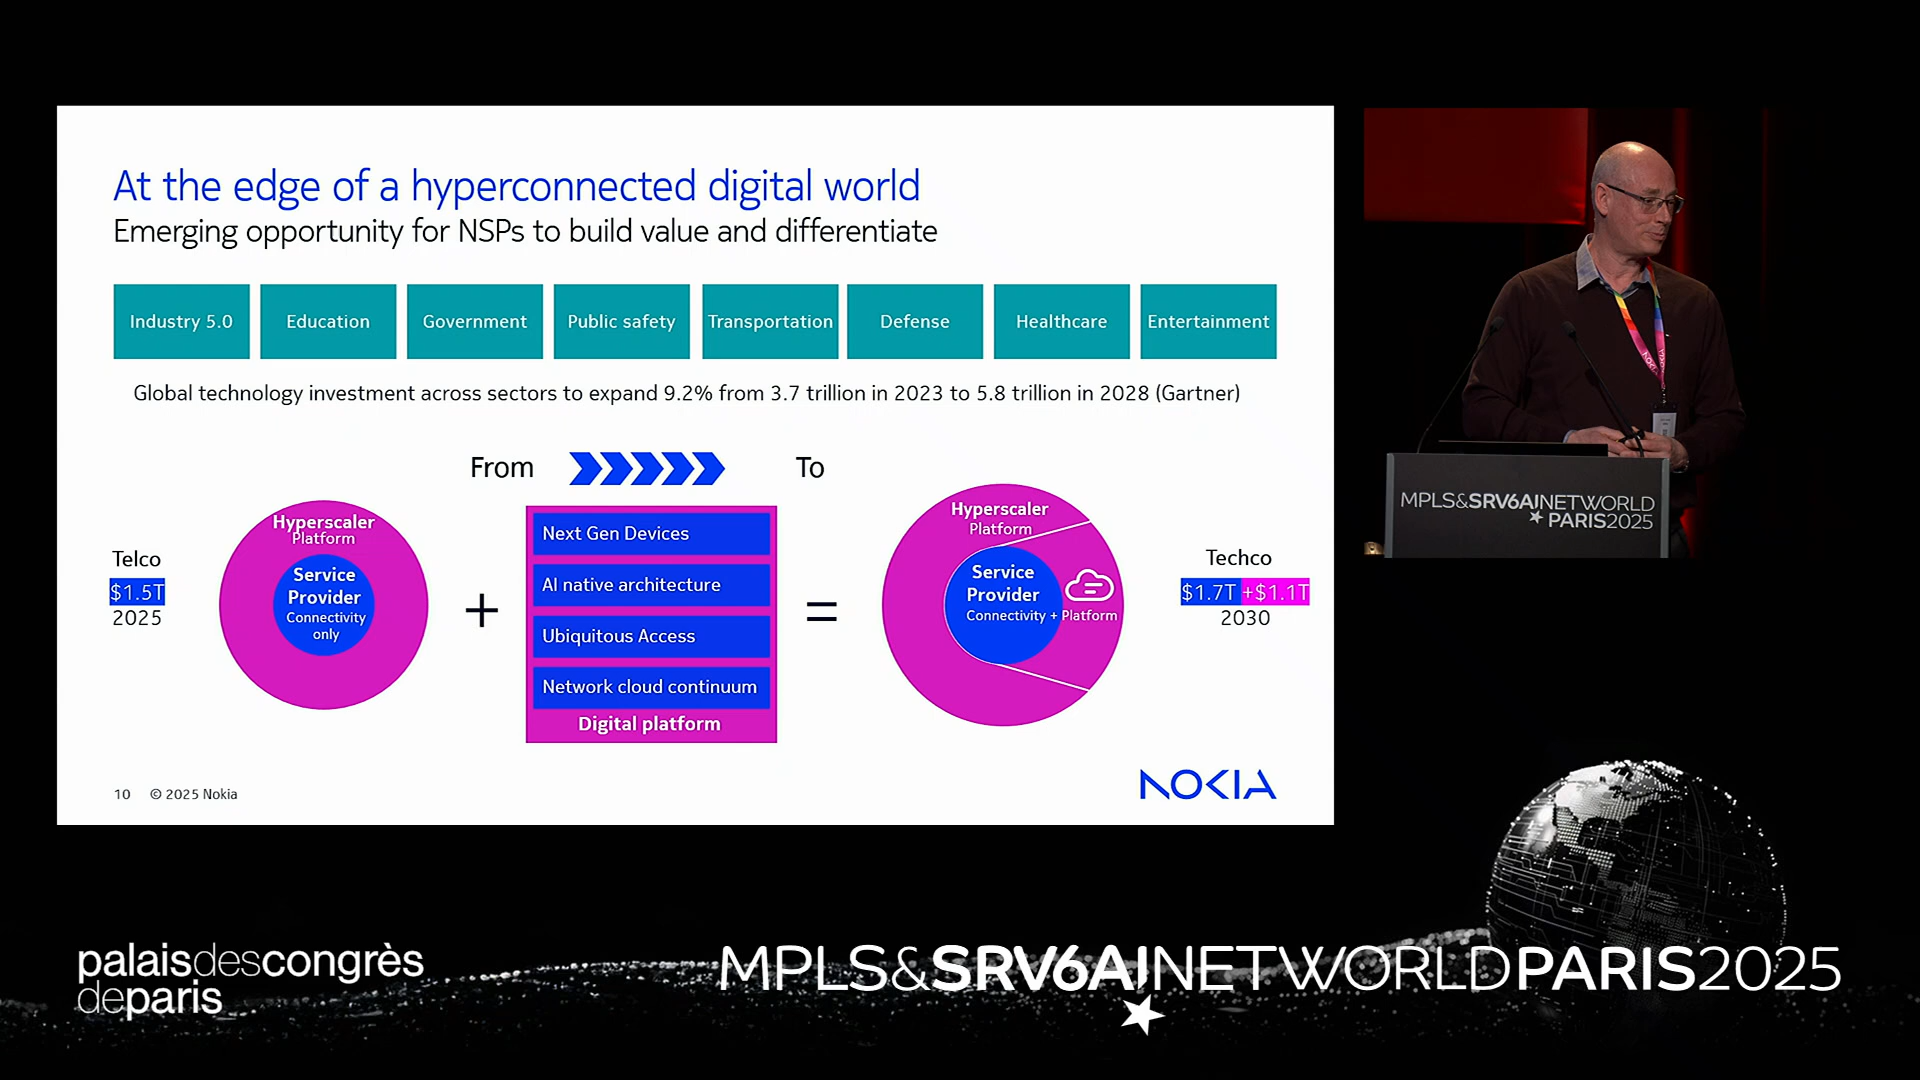 At the edge of a hyperconnected digital world
Emerging opportunity for NSPs to build value and differentiate
Industry 5.0
Education
Government
Public safety
Transportation
Defense
Healthcare
Entertainment
Global technology investment across sectors to expand 9.2% from 3.7 trillion in 2023 to 5.8 trillion in 2028 (Gartner)
From
To
Telco
$1.5T
2025
Hyperscaler
Platform
Service
Provider
Connectivity
only
+
Next Gen Devices
AI native architecture
Ubiquitous Access
Network cloud continuum
Digital platform
=
Hyperscaler
Platform
Service
Provider
Connectivity + Platform
Techco
$1.7T +$1.1T
2030
10 © 2025 Nokia
NOKIA
MPLS&SRV6AINETWORLD
PARIS2025
palaisdescongrès
deparis
MPLS&SRV6AINETWORLDPARIS2025